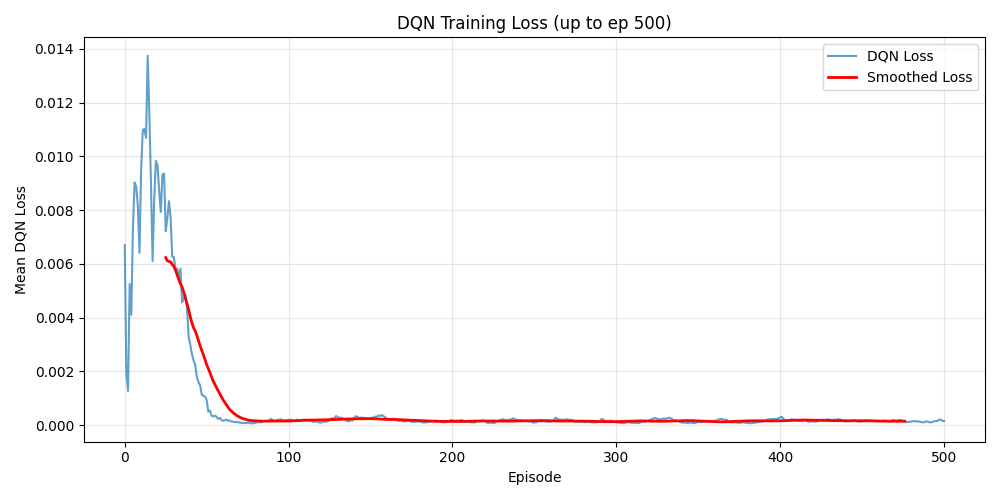 DQN Training Loss (up to ep 500)
DQN Loss
Smoothed Loss
Mean DQN Loss
0.014
0.012
0.010
0.008
0.006
0.004
0.002
0.000
0 100 200 300 400 500
Episode